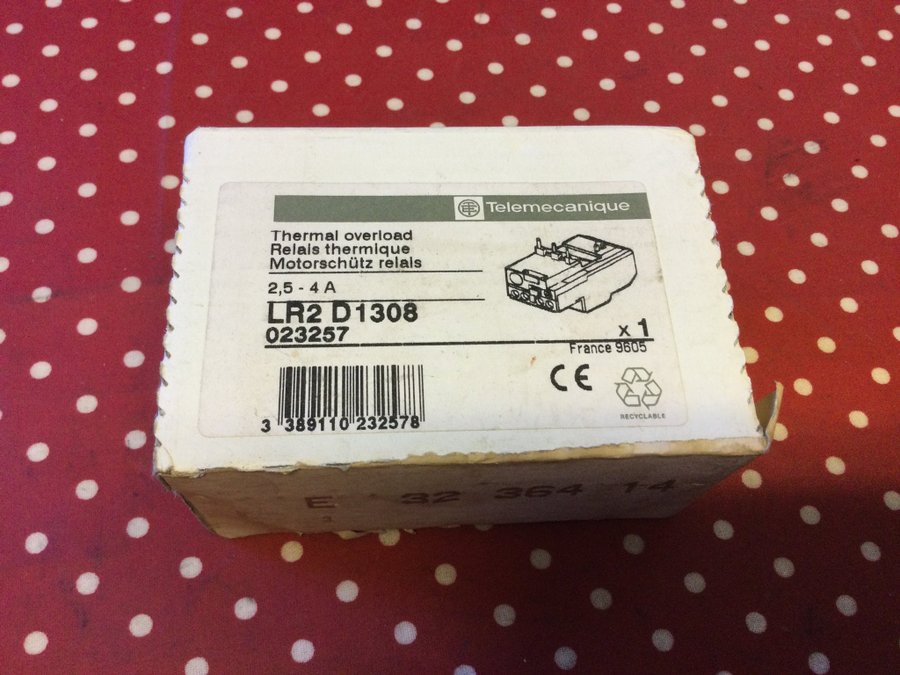 Telemecanique
Thermal overload
Relais thermique
Motorschütz relais
2,5 - 4 A
LR2 D1308
023257
x 1
France 9605
CE
RECYCLABLE
3 389110 232578
E 32 364 14